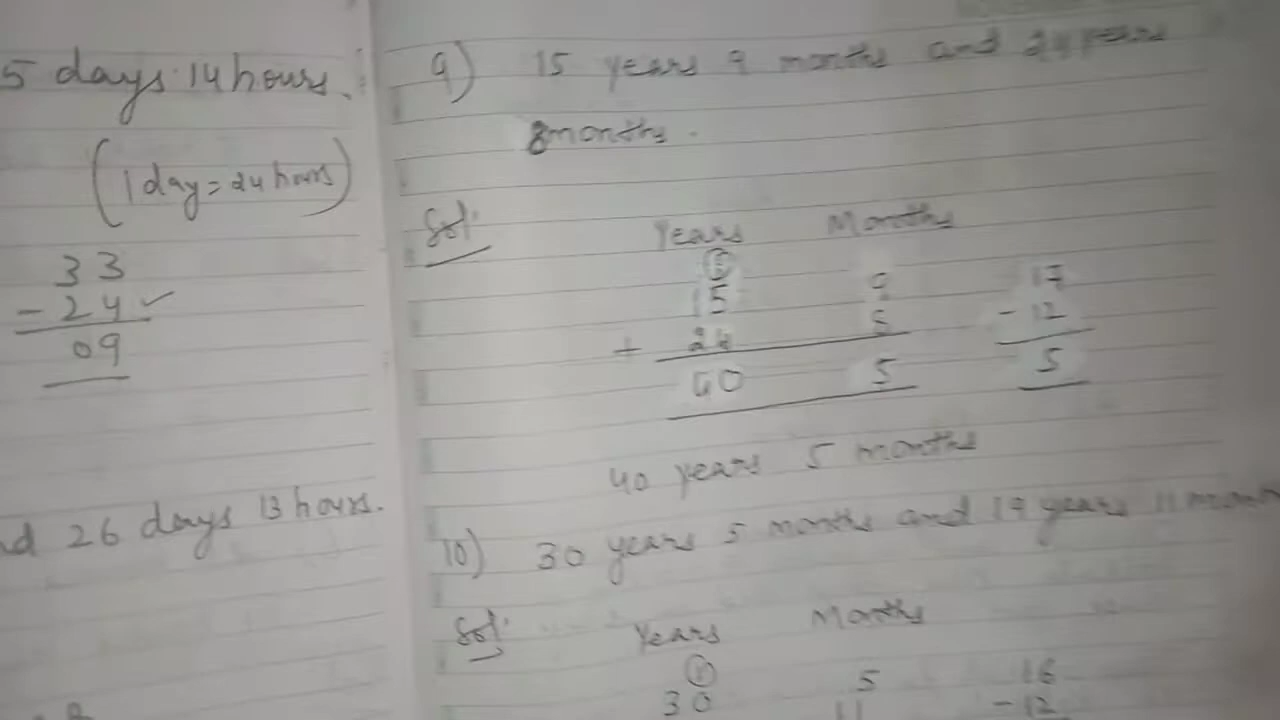 5 days 14 hours.
(1 day = 24 hours)
33
- 24 ✓
09
nd 26 days 13 hours.
9) 15 years 9 months and 24 years
8 months.
Sol:
Years Months
①
15 9 17
+ 24 8 - 12
40 5 5
40 years 5 months
10) 30 years 5 months and 17 years 11 month
Sol:
Years Months
①
30 5 16
11 - 12